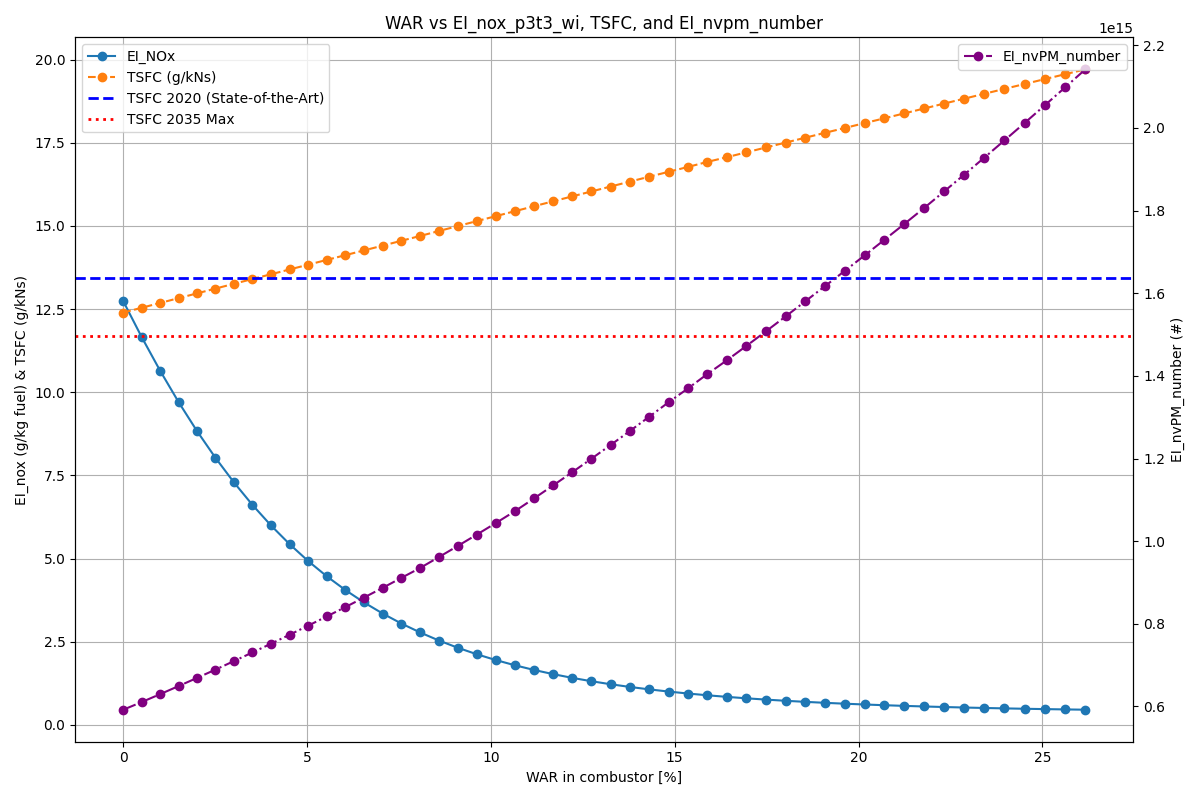 WAR vs EI_nox_p3t3_wi, TSFC, and EI_nvpm_number
1e15
EI_NOx
TSFC (g/kNs)
TSFC 2020 (State-of-the-Art)
TSFC 2035 Max
EI_nvPM_number
20.0
17.5
15.0
12.5
10.0
7.5
5.0
2.5
0.0
EI_nox (g/kg fuel) & TSFC (g/kNs)
2.2
2.0
1.8
1.6
1.4
1.2
1.0
0.8
0.6
EI_nvPM_number (#)
0 5 10 15 20 25
WAR in combustor [%]